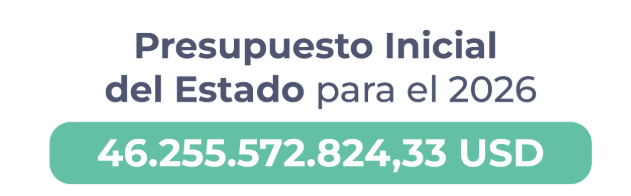 Presupuesto Inicial
del Estado para el 2026
46.255.572.824,33 USD